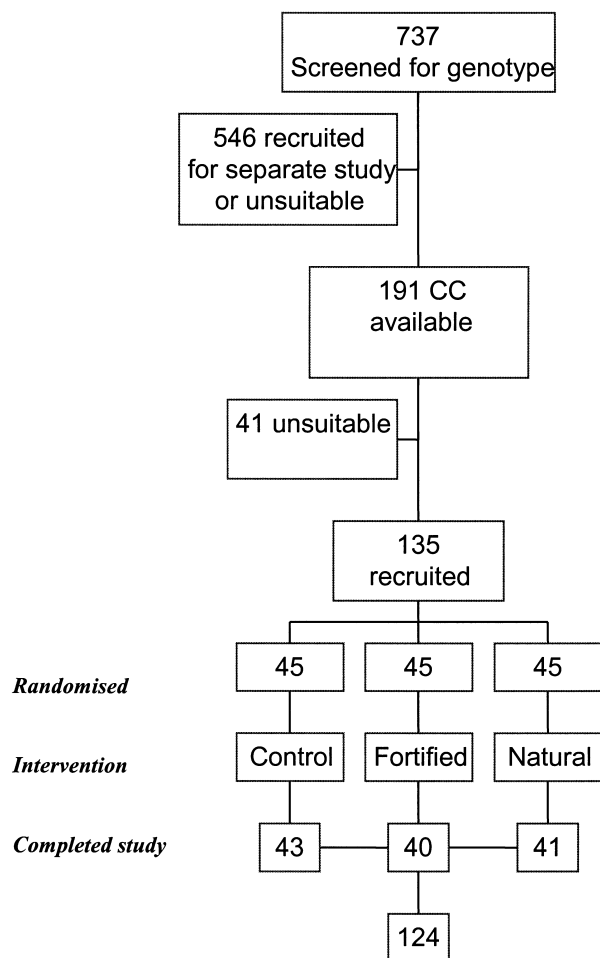 737
Screened for genotype
546 recruited
for separate study
or unsuitable
191 CC
available
41 unsuitable
135
recruited
Randomised
45
45
45
Intervention
Control
Fortified
Natural
Completed study
43
40
41
124